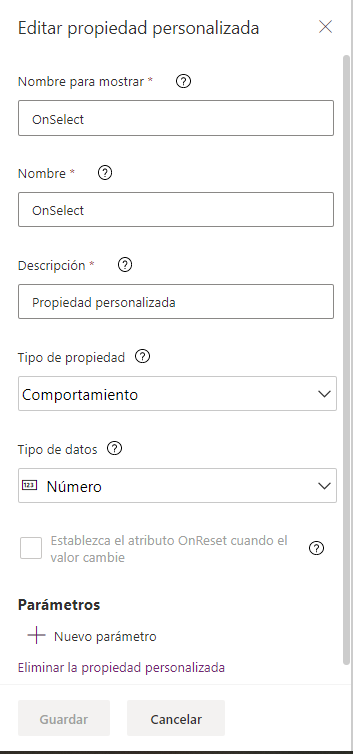 Editar propiedad personalizada
Nombre para mostrar *
OnSelect
Nombre *
OnSelect
Descripción *
Propiedad personalizada
Tipo de propiedad
Comportamiento
Tipo de datos
123 Número
Establezca el atributo OnReset cuando el
valor cambie
Parámetros
Nuevo parámetro
Eliminar la propiedad personalizada
Guardar Cancelar